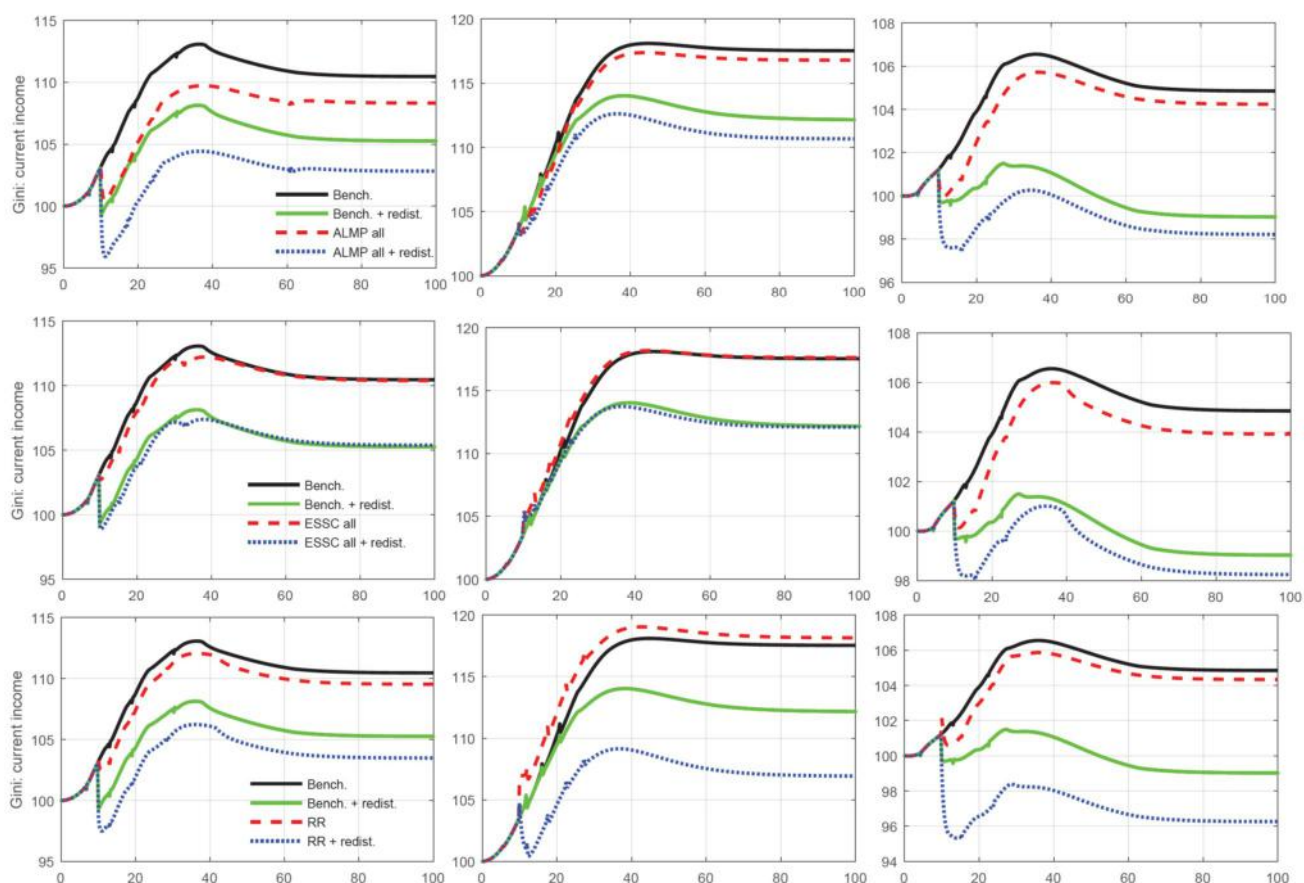 115
110
105
100
95
Gini: current income
Bench.
Bench. + redist.
ALMP all
ALMP all + redist.
0 20 40 60 80 100
120
115
110
105
100
0 20 40 60 80 100
108
106
104
102
100
98
96
0 20 40 60 80 100
115
110
105
100
95
Gini: current income
Bench.
Bench. + redist.
ESSC all
ESSC all + redist.
0 20 40 60 80 100
120
115
110
105
100
0 20 40 60 80 100
108
106
104
102
100
98
0 20 40 60 80 100
115
110
105
100
95
Gini: current income
Bench.
Bench. + redist.
RR
RR + redist.
0 20 40 60 80 100
120
115
110
105
100
0 20 40 60 80 100
108
106
104
102
100
98
96
94
0 20 40 60 80 100